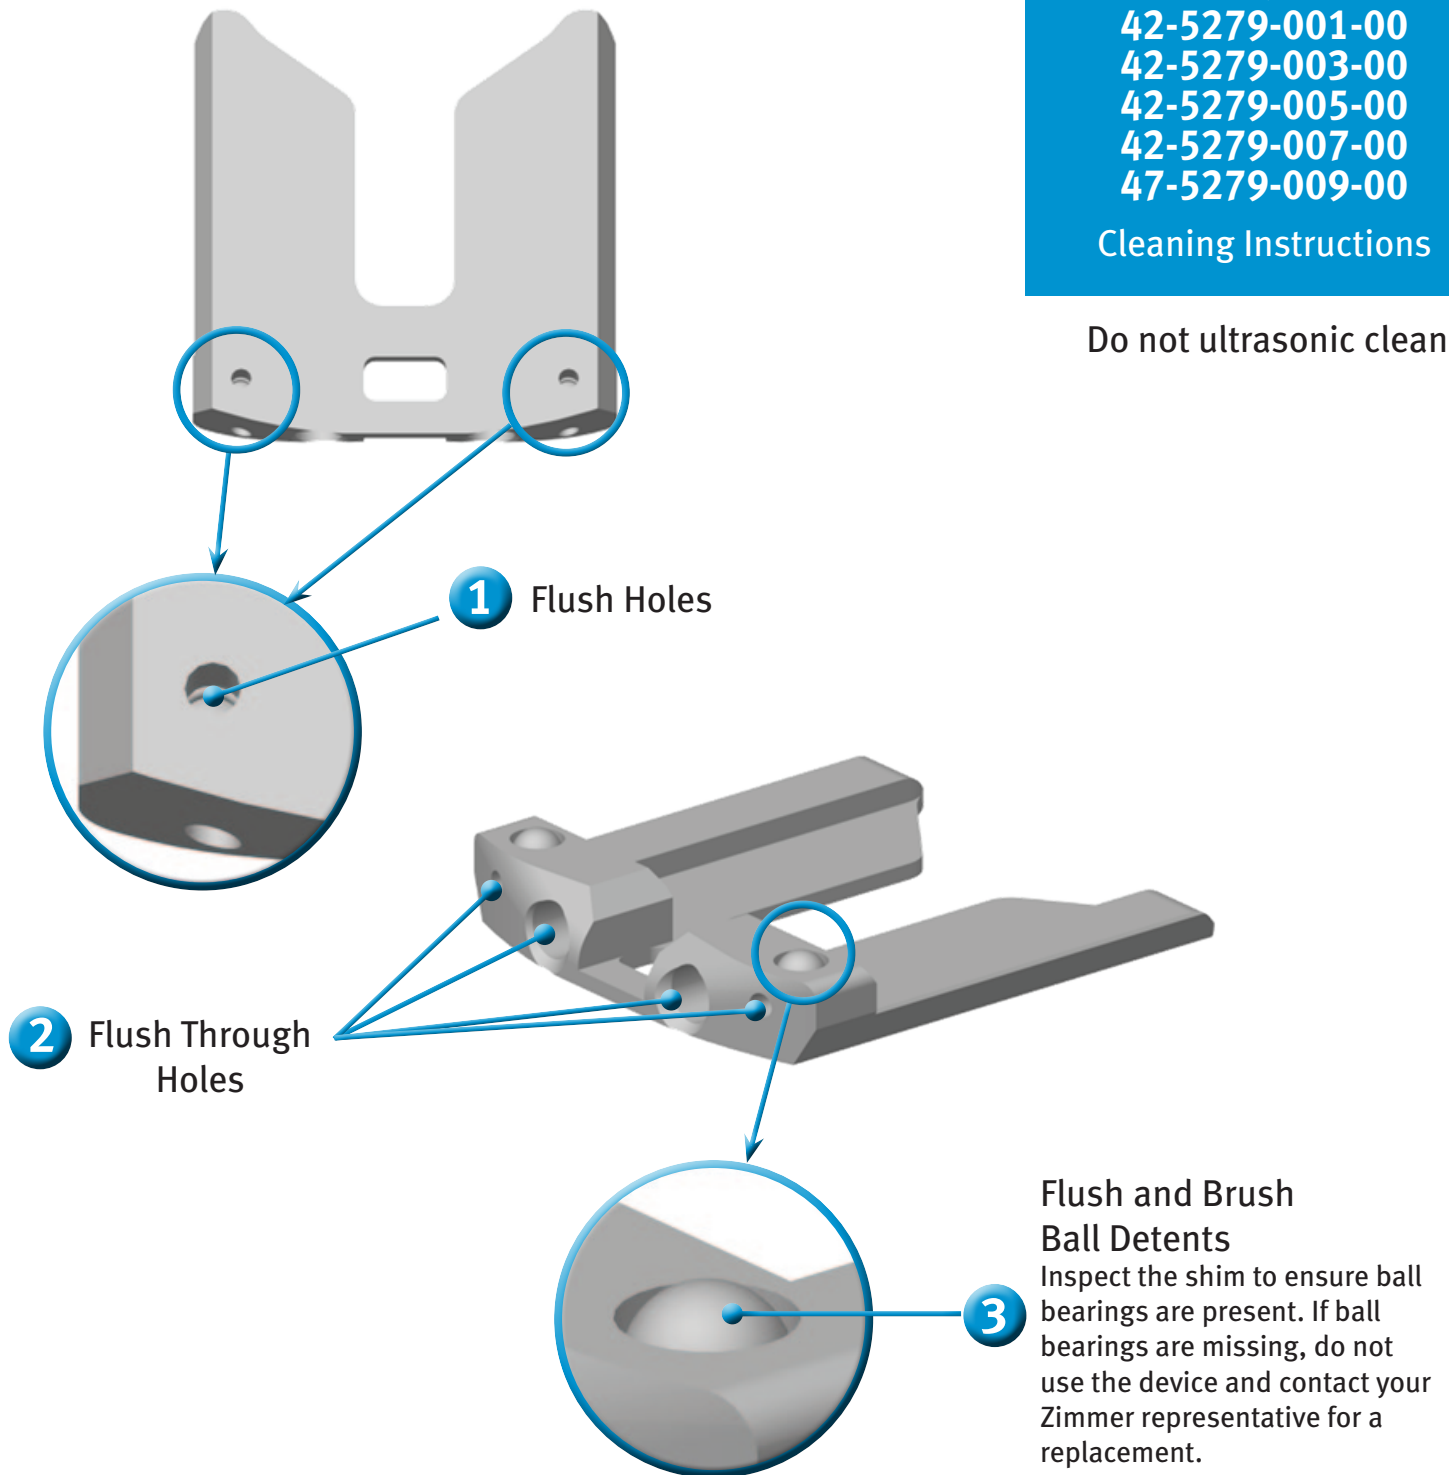 42-5279-001-00
42-5279-003-00
42-5279-005-00
42-5279-007-00
47-5279-009-00
Cleaning Instructions
Do not ultrasonic clean
1 Flush Holes
2 Flush Through
Holes
3
Flush and Brush
Ball Detents
Inspect the shim to ensure ball
bearings are present. If ball
bearings are missing, do not
use the device and contact your
Zimmer representative for a
replacement.